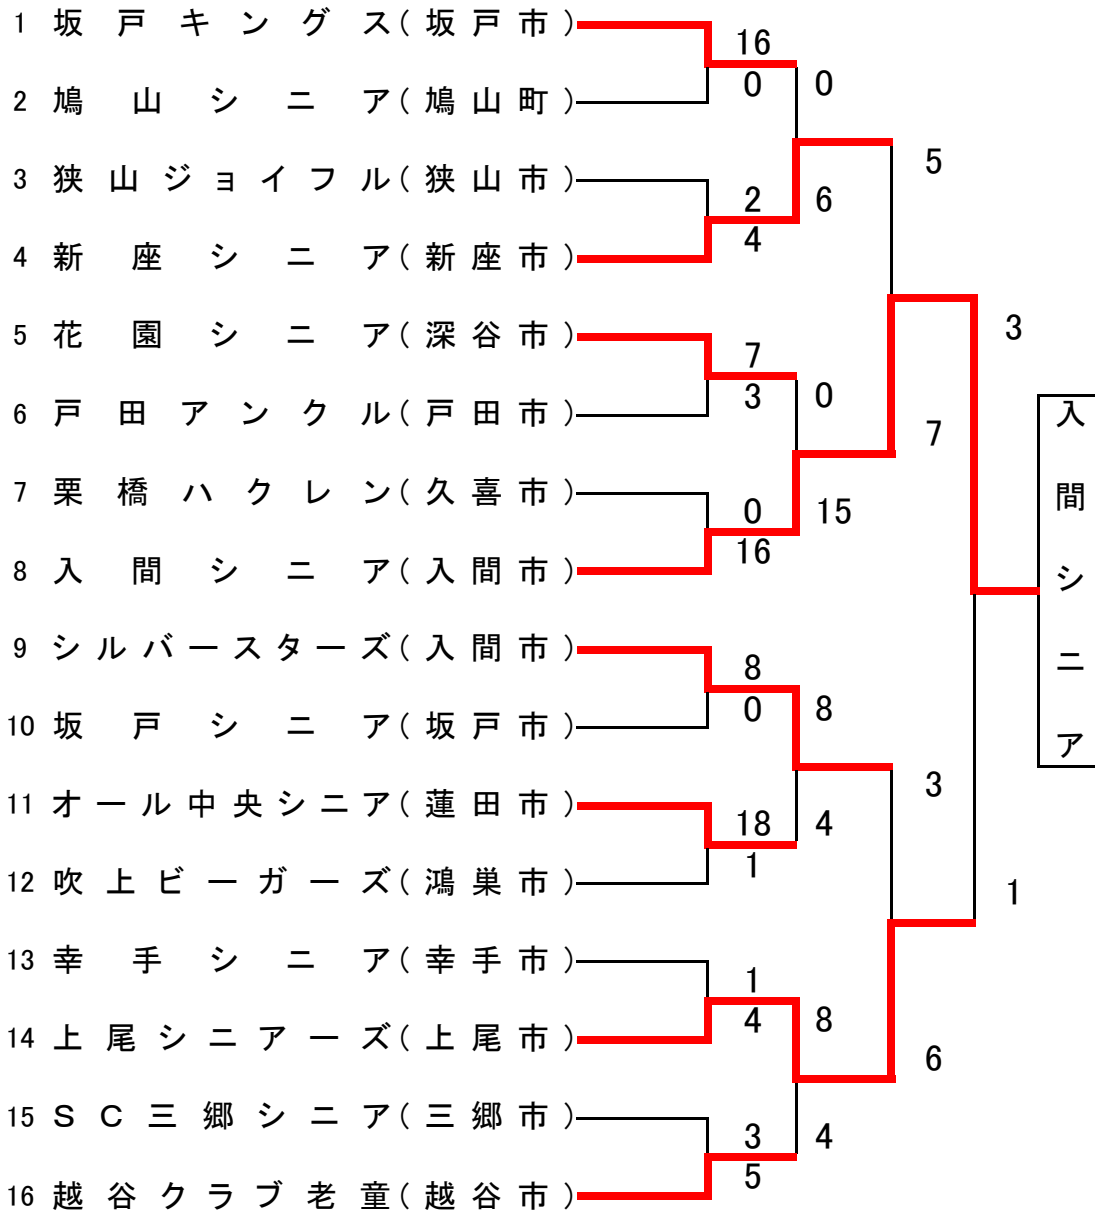 1 坂戸キングス(坂戸市)
16
0
0
2 鳩山シニア(鳩山町)
5
3 狭山ジョイフル(狭山市)
2
6
4
4 新座シニア(新座市)
3
5 花園シニア(深谷市)
7
3
0
6 戸田アンクル(戸田市)
7
7 栗橋ハクレン(久喜市)
0
15
16
8 入間シニア(入間市)
入間シニア
9 シルバースターズ(入間市)
8
0
8
10 坂戸シニア(坂戸市)
3
11 オール中央シニア(蓮田市)
18
4
1
12 吹上ビーガーズ(鴻巣市)
1
13 幸手シニア(幸手市)
1
4
8
14 上尾シニアーズ(上尾市)
6
15 SC三郷シニア(三郷市)
3
4
5
16 越谷クラブ老童(越谷市)